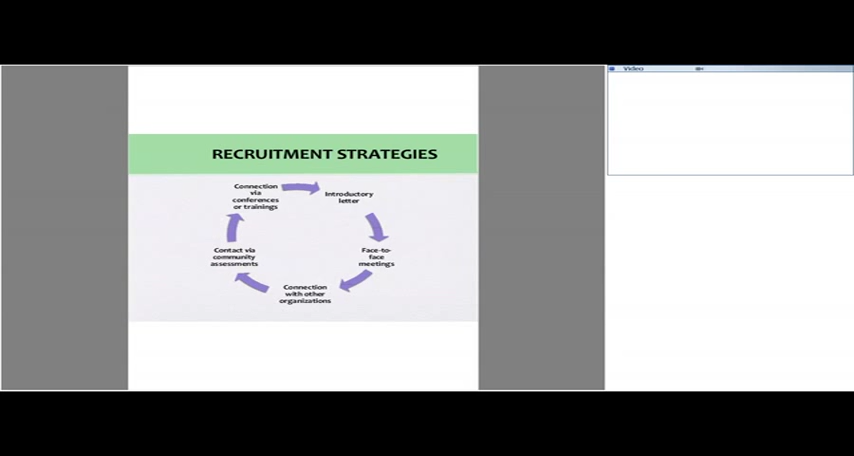 Video
RECRUITMENT STRATEGIES
Connection
via
conferences
or trainings
Introductory
letter
Face-to-
face
meetings
Connection
with other
organizations
Contact via
community
assessments